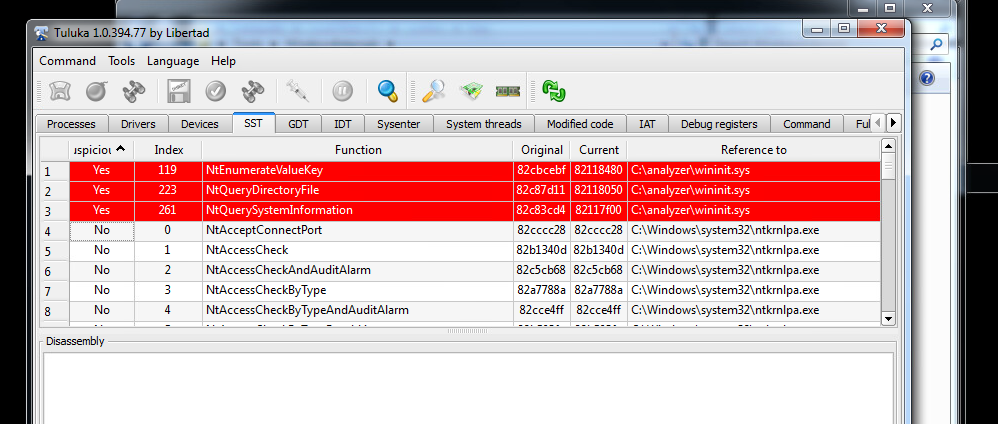 Tuluka 1.0.394.77 by Libertad
Command Tools Language Help
Processes Drivers Devices SST GDT IDT Sysenter System threads Modified code IAT Debug registers Command Ful
ıspicioı Index Function Original Current Reference to
1 Yes 119 NtEnumerateValueKey 82cbcebf 82118480 C:\analyzer\wininit.sys
2 Yes 223 NtQueryDirectoryFile 82c87d11 82118050 C:\analyzer\wininit.sys
3 Yes 261 NtQuerySystemInformation 82c83cd4 82117f00 C:\analyzer\wininit.sys
4 No 0 NtAcceptConnectPort 82cccc28 82cccc28 C:\Windows\system32\ntkrnlpa.exe
5 No 1 NtAccessCheck 82b1340d 82b1340d C:\Windows\system32\ntkrnlpa.exe
6 No 2 NtAccessCheckAndAuditAlarm 82c5cb68 82c5cb68 C:\Windows\system32\ntkrnlpa.exe
7 No 3 NtAccessCheckByType 82a7788a 82a7788a C:\Windows\system32\ntkrnlpa.exe
8 No 4 NtAccessCheckByTypeAndAuditAlarm 82cce4ff 82cce4ff C:\Windows\system32\ntkrnlpa.exe
Disassembly